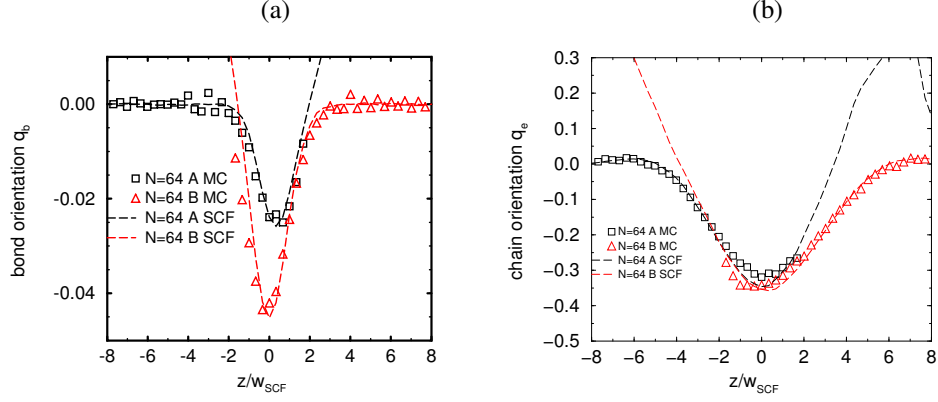 (a)
(b)
bond orientation q_b
0.00
-0.02
-0.04
N=64 A MC
N=64 B MC
N=64 A SCF
N=64 B SCF
-8 -6 -4 -2 0 2 4 6 8
z/w_SCF
chain orientation q_e
0.3
0.2
0.1
0.0
−0.1
−0.2
−0.3
−0.4
−0.5
N=64 A MC
N=64 B MC
N=64 A SCF
N=64 B SCF
−8 −6 −4 −2 0 2 4 6 8
z/w_SCF